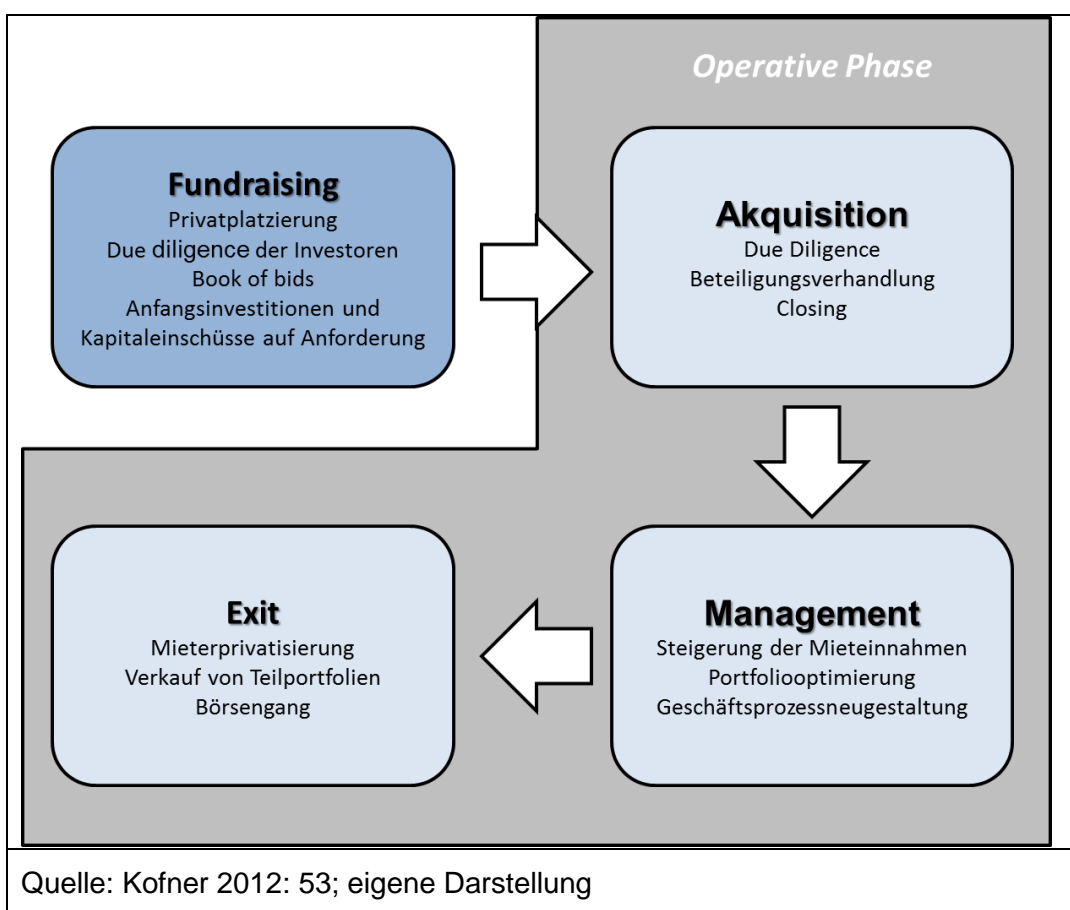 Operative Phase
Fundraising
Privatplatzierung
Due diligence der Investoren
Book of bids
Anfangsinvestitionen und
Kapitaleinschüsse auf Anforderung
Akquisition
Due Diligence
Beteiligungsverhandlung
Closing
Management
Steigerung der Mieteinnahmen
Portfoliooptimierung
Geschäftsprozessneugestaltung
Exit
Mieterprivatisierung
Verkauf von Teilportfolien
Börsengang
Quelle: Kofner 2012: 53; eigene Darstellung